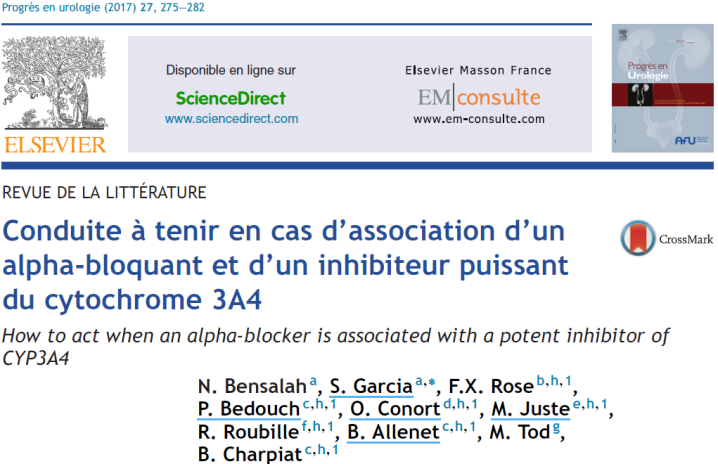 Progrès en urologie (2017) 27, 275—282
Disponible en ligne sur
ScienceDirect
www.sciencedirect.com
Elsevier Masson France
EM|consulte
www.em-consulte.com
ELSEVIER
Progrès en
Urologie
AFU
REVUE DE LA LITTÉRATURE
Conduite à tenir en cas d’association d’un
alpha-bloquant et d’un inhibiteur puissant
du cytochrome 3A4
CrossMark
How to act when an alpha-blocker is associated with a potent inhibitor of
CYP3A4
N. Bensalah a, S. Garcia a,*, F.X. Rose b,h,1,
P. Bedouch c,h,1, O. Conort d,h,1, M. Juste e,h,1,
R. Roubille f,h,1, B. Allenet c,h,1, M. Tod g,
B. Charpiat c,h,1